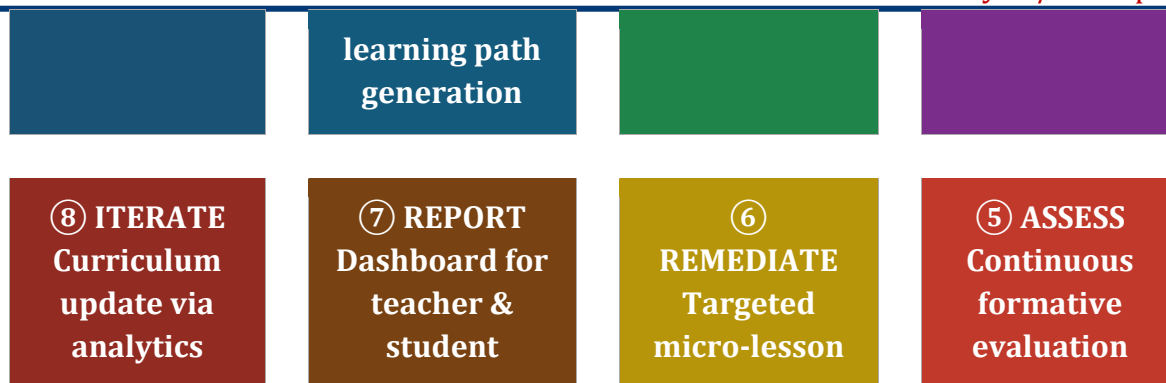 learning path
generation
⑧ ITERATE
Curriculum
update via
analytics
⑦ REPORT
Dashboard for
teacher &
student
⑥
REMEDIATE
Targeted
micro-lesson
⑤ ASSESS
Continuous
formative
evaluation